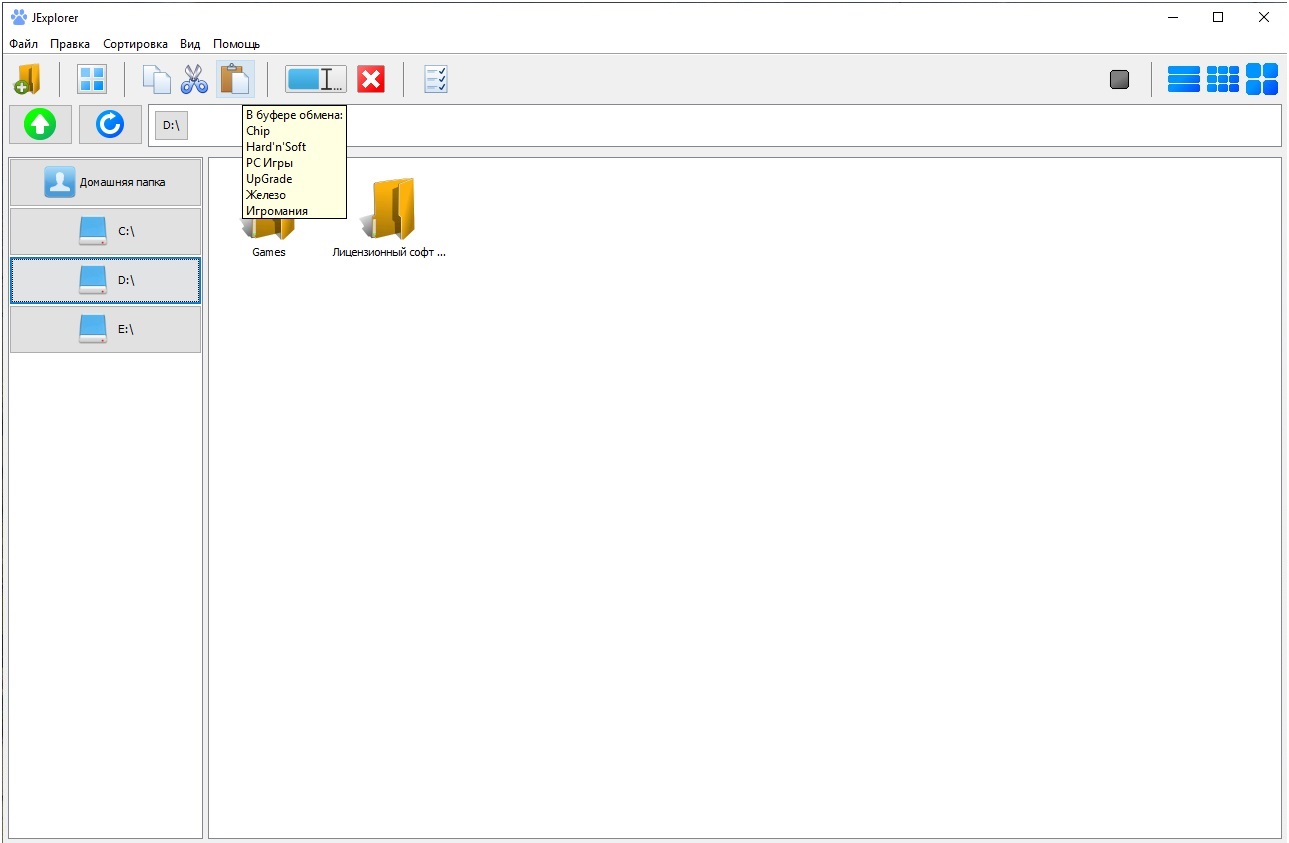 JExplorer
Файл Правка Сортировка Вид Помощь
D:\
В буфере обмена:
Chip
Hard'n'Soft
PC Игры
UpGrade
Железо
Игромания
Домашняя папка
C:\
D:\
E:\
Games
Лицензионный софт ...